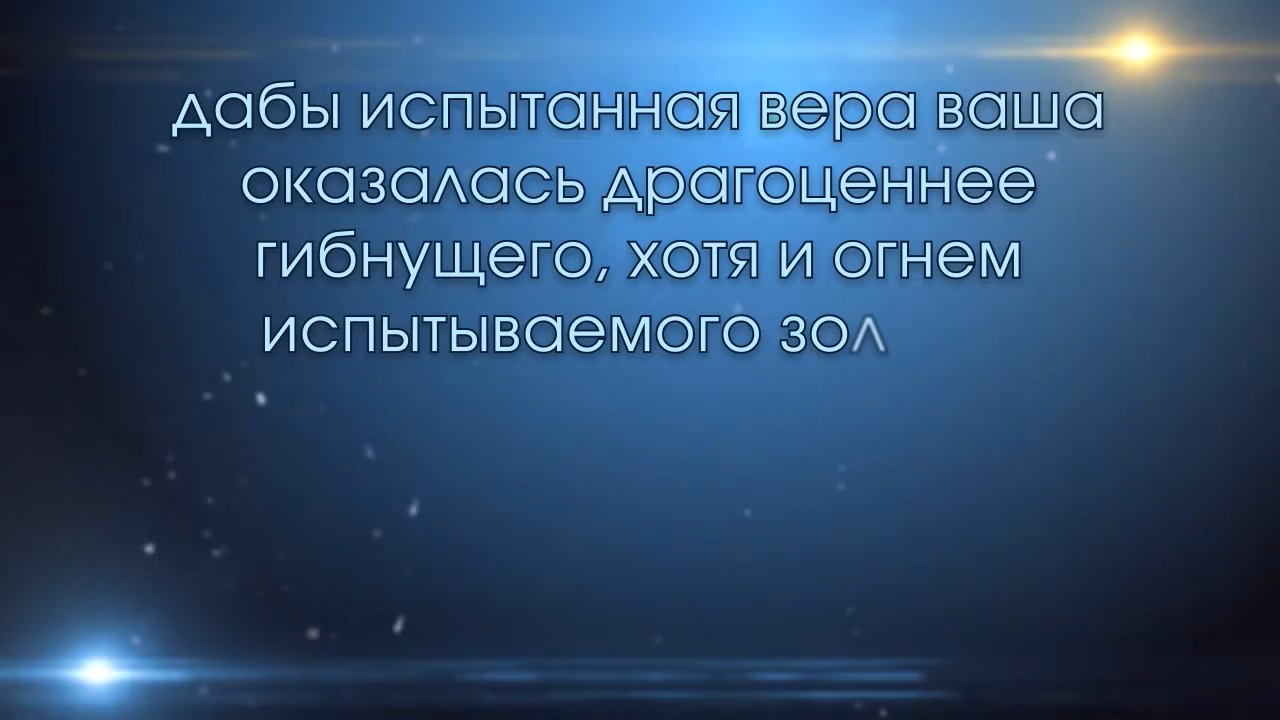 дабы испытанная вера ваша
оказалась драгоценнее
гибнущего, хотя и огнем
испытываемого зол